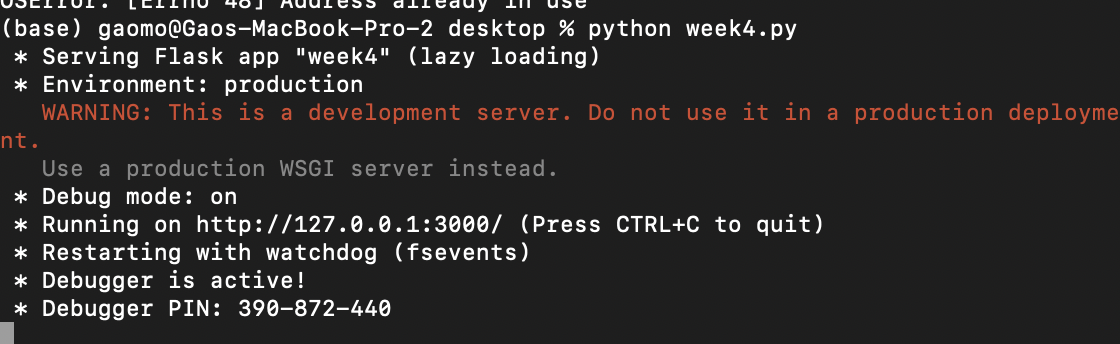 OSError: [Errno 48] Address already in use
(base) gaomo@Gaos-MacBook-Pro-2 desktop % python week4.py
 * Serving Flask app "week4" (lazy loading)
 * Environment: production
   WARNING: This is a development server. Do not use it in a production deployme
nt.
   Use a production WSGI server instead.
 * Debug mode: on
 * Running on http://127.0.0.1:3000/ (Press CTRL+C to quit)
 * Restarting with watchdog (fsevents)
 * Debugger is active!
 * Debugger PIN: 390-872-440